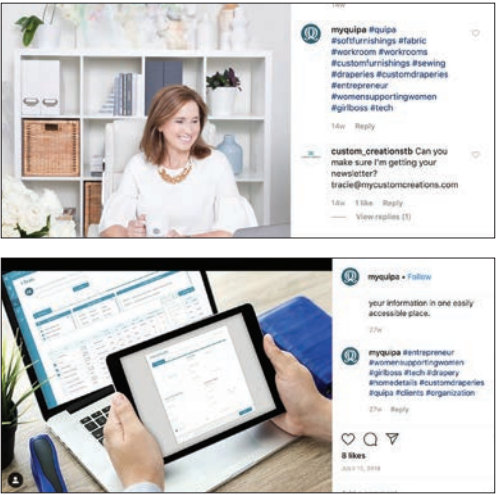 14w
myquipa #quipa
#softfurnishings #fabric
#workroom #workrooms
#customfurnishings #sewing
#draperies #customdraperies
#entrepreneur
#womensupportingwomen
#girlboss #tech
14w Reply
custom_creationstb Can you
make sure I'm getting your
newsletter?
tracie@mycustomcreations.com
14w 1 like Reply
View replies (1)
myquipa • Follow
your information in one easily
accessible place.
27w
myquipa #entrepreneur
#womensupportingwomen
#girlboss #tech #drapery
#homedetails #customdraperies
#quipa #clients #organization
27w Reply
8 likes